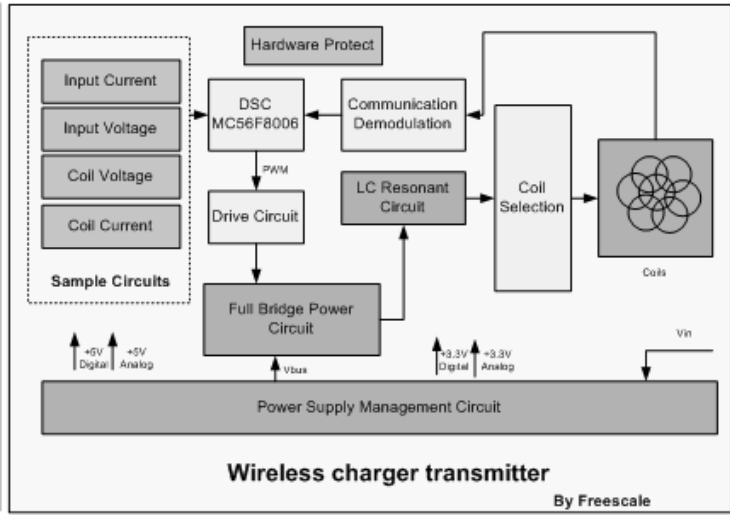 Hardware Protect
Input Current
Input Voltage
Coil Voltage
Coil Current
Sample Circuits
DSC
MC56F8006
Communication
Demodulation
PWM
Drive Circuit
LC Resonant
Circuit
Coil
Selection
Coils
Full Bridge Power
Circuit
+5V
Digital
+5V
Analog
Vbus
+3.3V
Digital
+3.3V
Analog
Vin
Power Supply Management Circuit
Wireless charger transmitter
By Freescale